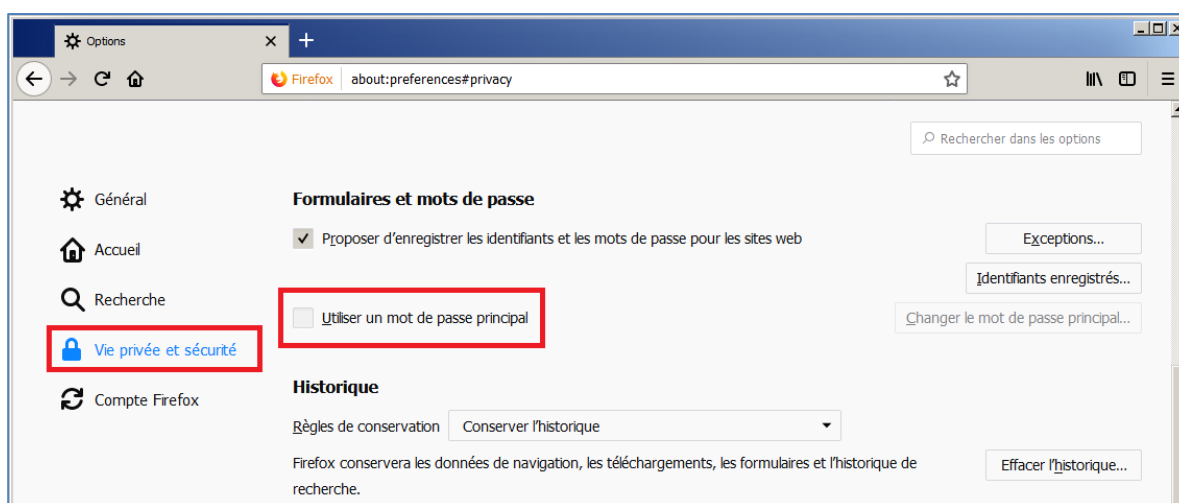 Options
Firefox about:preferences#privacy
Rechercher dans les options
Général
Accueil
Recherche
Vie privée et sécurité
Compte Firefox
Formulaires et mots de passe
Proposer d'enregistrer les identifiants et les mots de passe pour les sites web
Exceptions...
Identifiants enregistrés...
Utiliser un mot de passe principal
Changer le mot de passe principal...
Historique
Règles de conservation Conserver l'historique
Firefox conservera les données de navigation, les téléchargements, les formulaires et l'historique de
recherche.
Effacer l'historique...